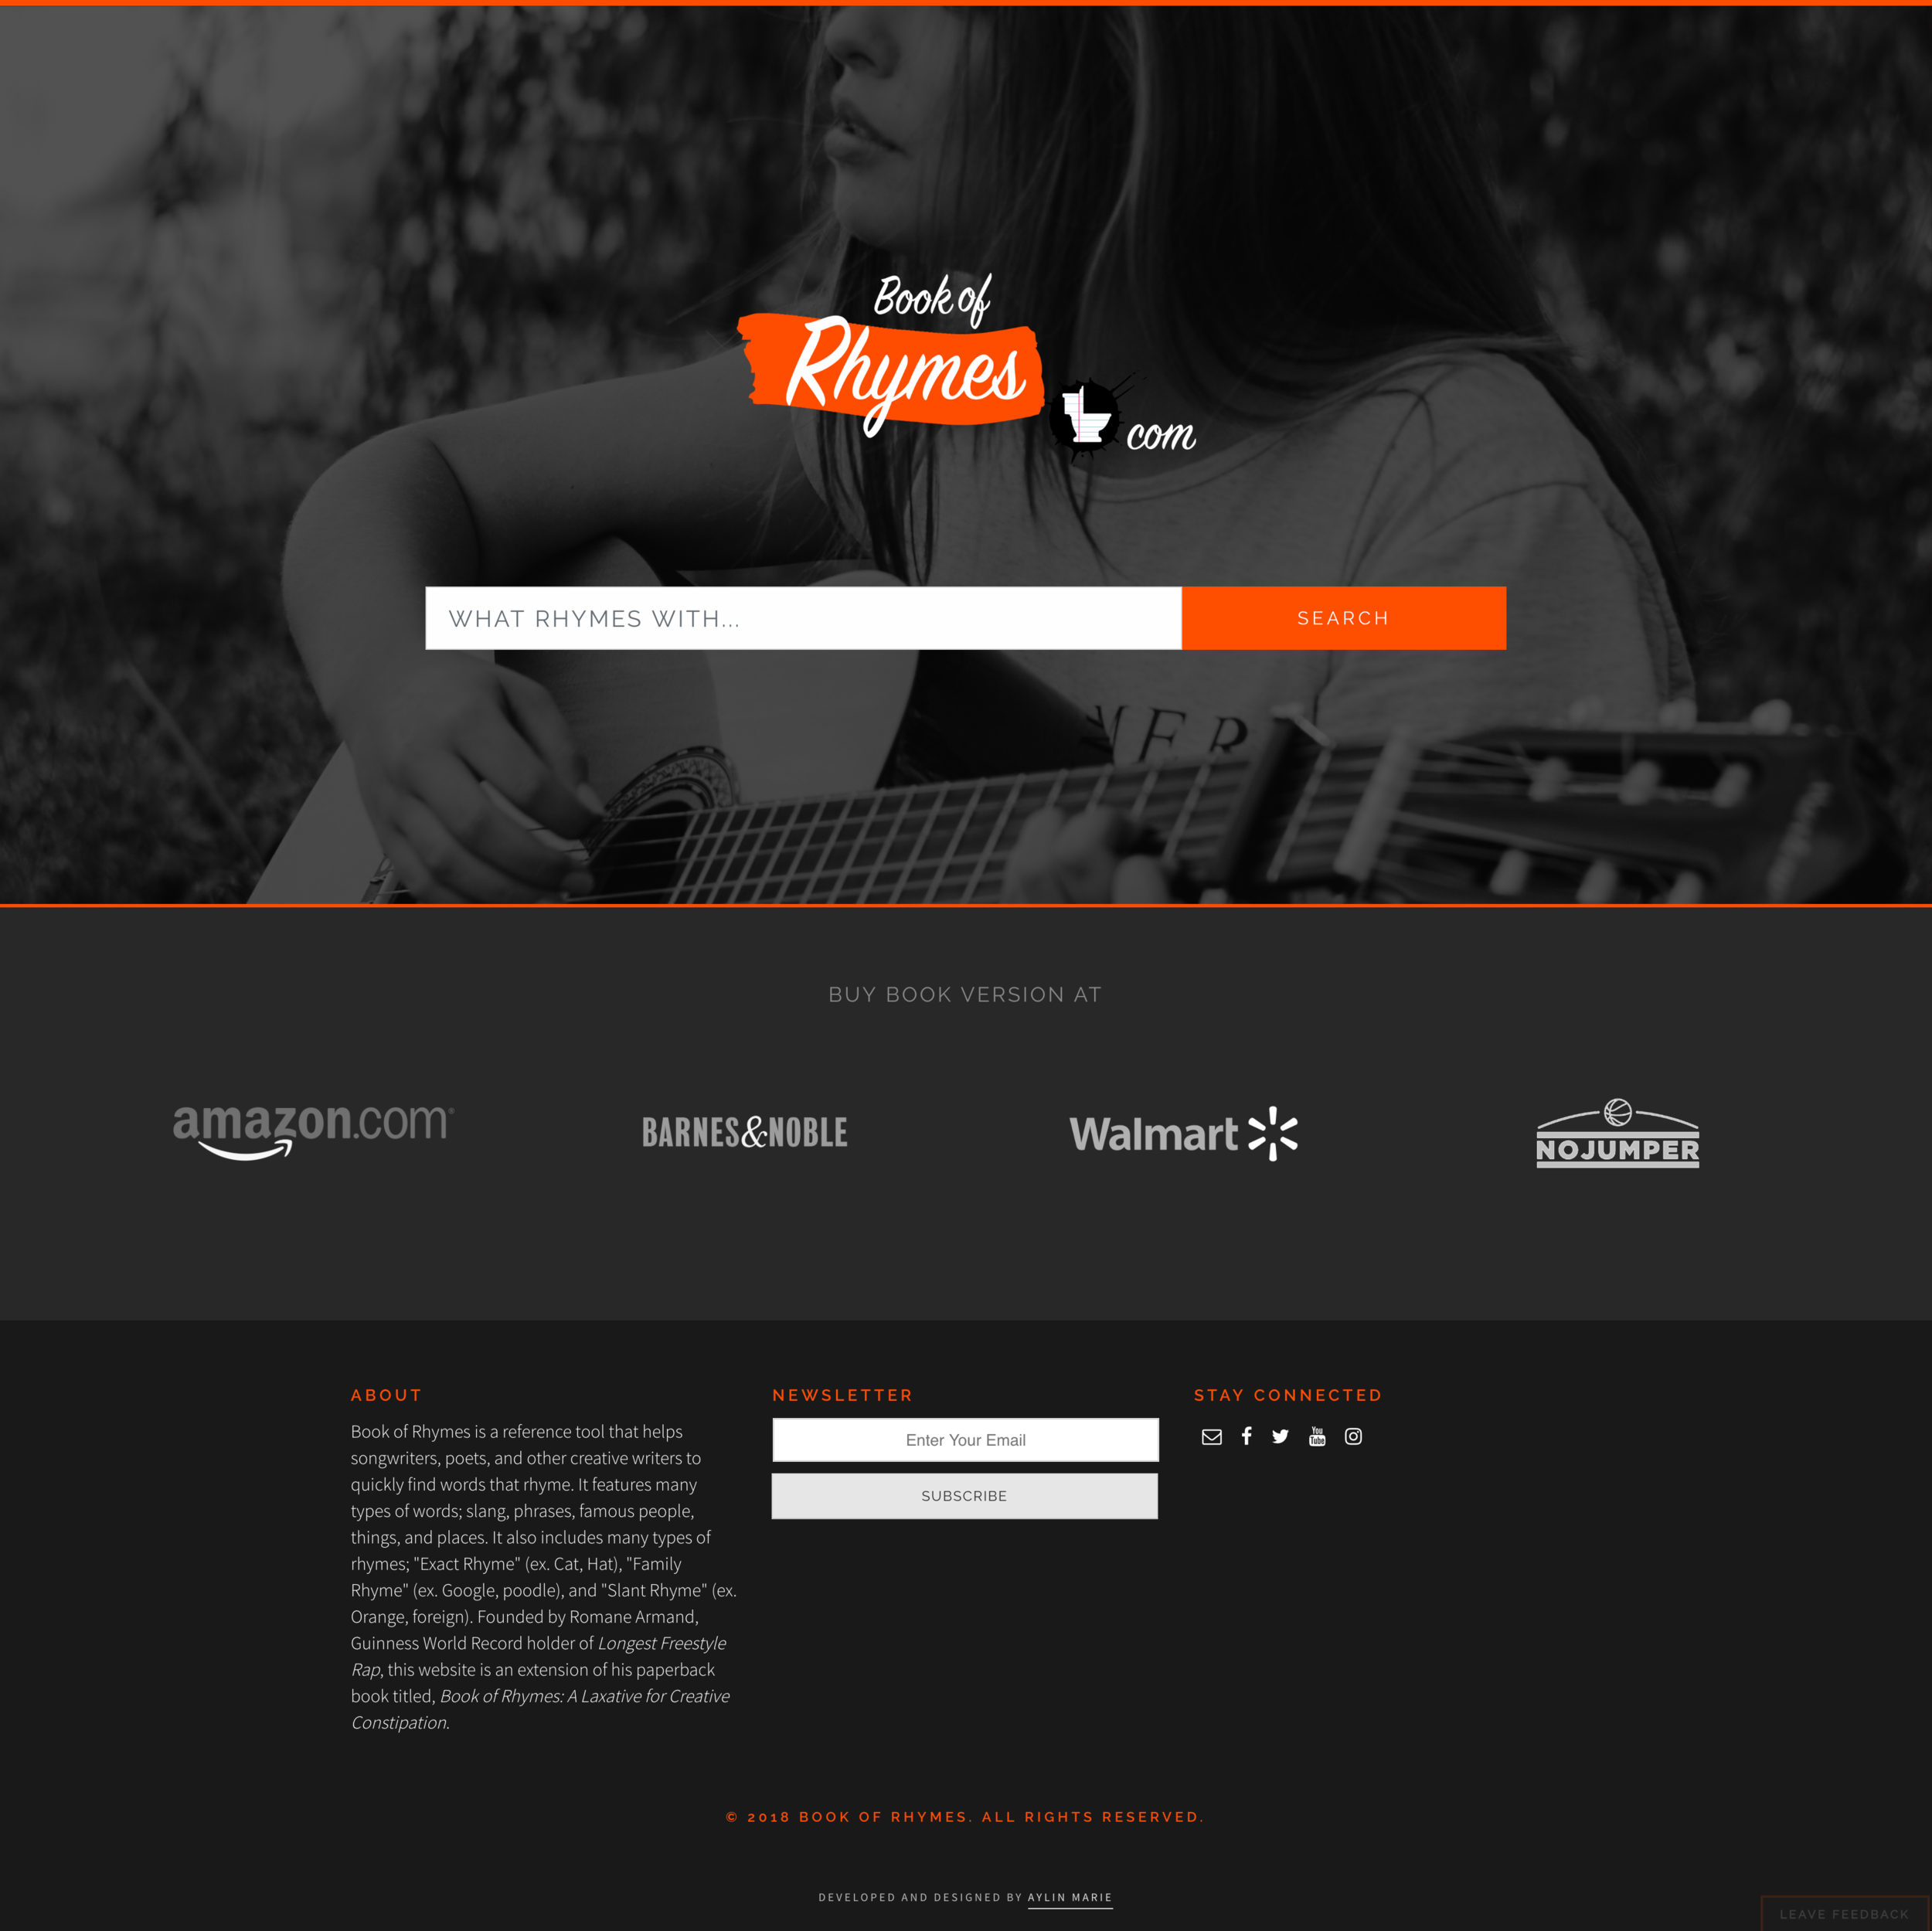 Book of
Rhymes
com
WHAT RHYMES WITH...
SEARCH
BUY BOOK VERSION AT
amazon.com
BARNES&NOBLE
Walmart
NOJUMPER
ABOUT
Book of Rhymes is a reference tool that helps
songwriters, poets, and other creative writers to
quickly find words that rhyme. It features many
types of words; slang, phrases, famous people,
things, and places. It also includes many types of
rhymes; "Exact Rhyme" (ex. Cat, Hat), "Family
Rhyme" (ex. Google, poodle), and "Slant Rhyme" (ex.
Orange, foreign). Founded by Romane Armand,
Guinness World Record holder of Longest Freestyle
Rap, this website is an extension of his paperback
book titled, Book of Rhymes: A Laxative for Creative
Constipation.
NEWSLETTER
Enter Your Email
SUBSCRIBE
STAY CONNECTED
You
Tube
© 2018 BOOK OF RHYMES. ALL RIGHTS RESERVED.
DEVELOPED AND DESIGNED BY AYLIN MARIE
LEAVE FEEDBACK